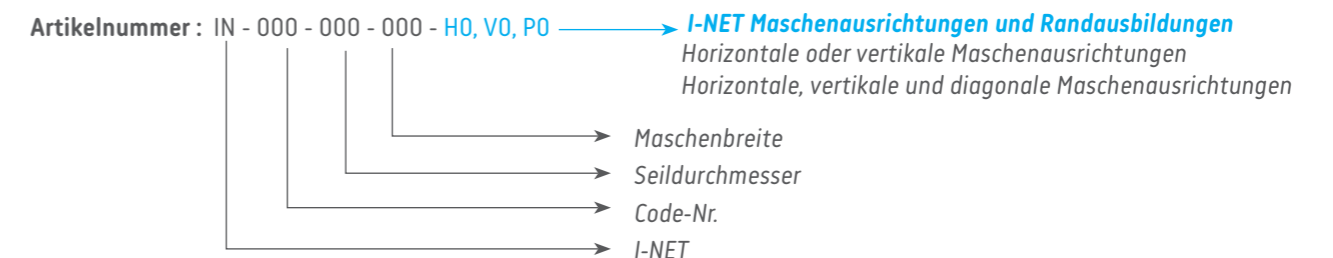 Artikelnummer : IN - 000 - 000 - 000 - H0, V0, P0 I-NET Maschenausrichtungen und Randausbildungen
Horizontale oder vertikale Maschenausrichtungen
Horizontale, vertikale und diagonale Maschenausrichtungen
Maschenbreite
Seildurchmesser
Code-Nr.
I-NET